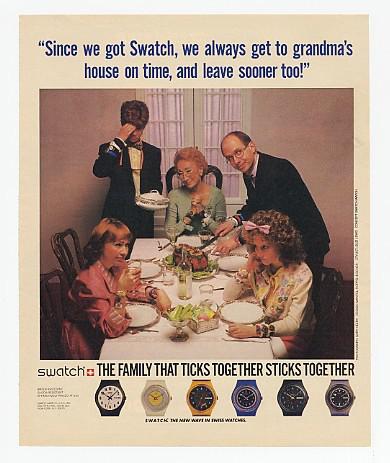 “Since we got Swatch, we always get to grandma’s
house on time, and leave sooner too!”
swatch THE FAMILY THAT TICKS TOGETHER STICKS TOGETHER
SWATCH. THE NEW WAVE IN SWISS WATCHES.